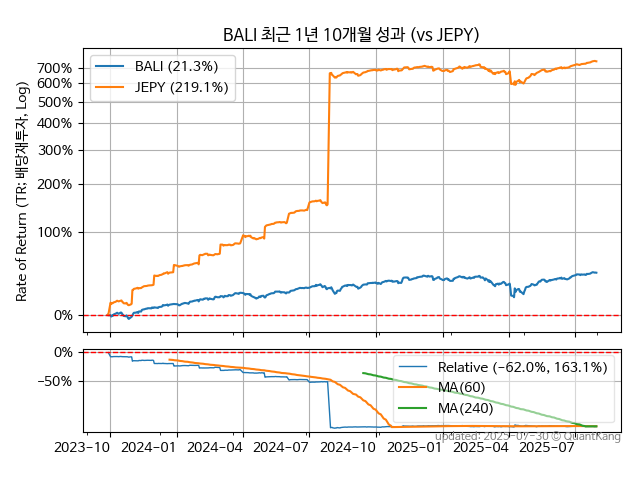 BALI 최근 1년 10개월 성과 (vs JEPY)
Rate of Return (TR; 배당재투자, Log)
700%
600%
500%
400%
300%
200%
100%
0%
BALI (21.3%)
JEPY (219.1%)
0%
−50%
Relative (−62.0%, 163.1%)
MA(60)
MA(240)
updated: 2025-07-30 © QuantKang
2023-10 2024-01 2024-04 2024-07 2024-10 2025-01 2025-04 2025-07